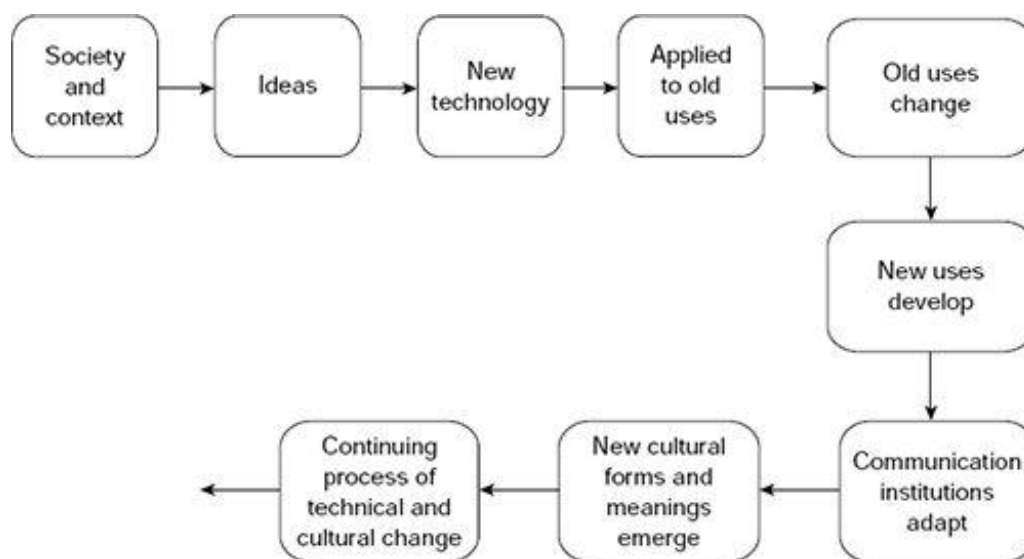 Society
and
context
Ideas
New
technology
Applied
to old
uses
Old uses
change
New uses
develop
Communication
institutions
adapt
New cultural
forms and
meanings
emerge
Continuing
process of
technical and
cultural change